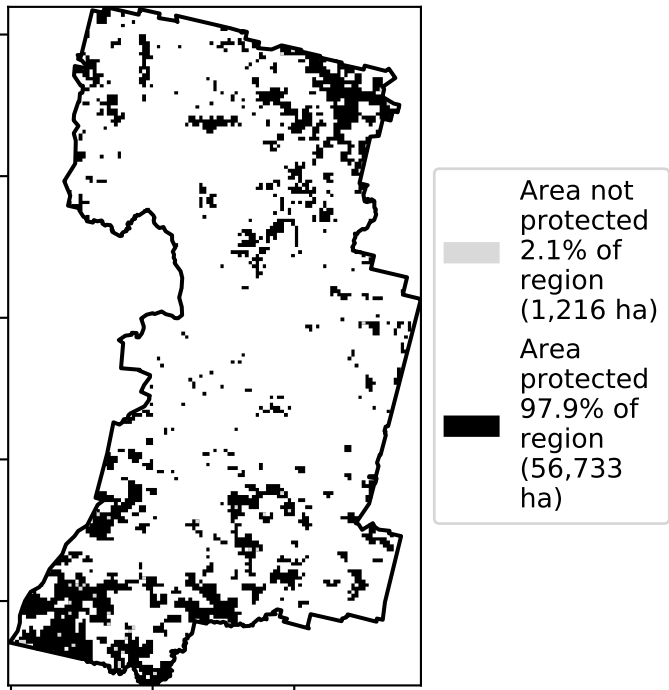 Area not
protected
2.1% of
region
(1,216 ha)
Area
protected
97.9% of
region
(56,733
ha)